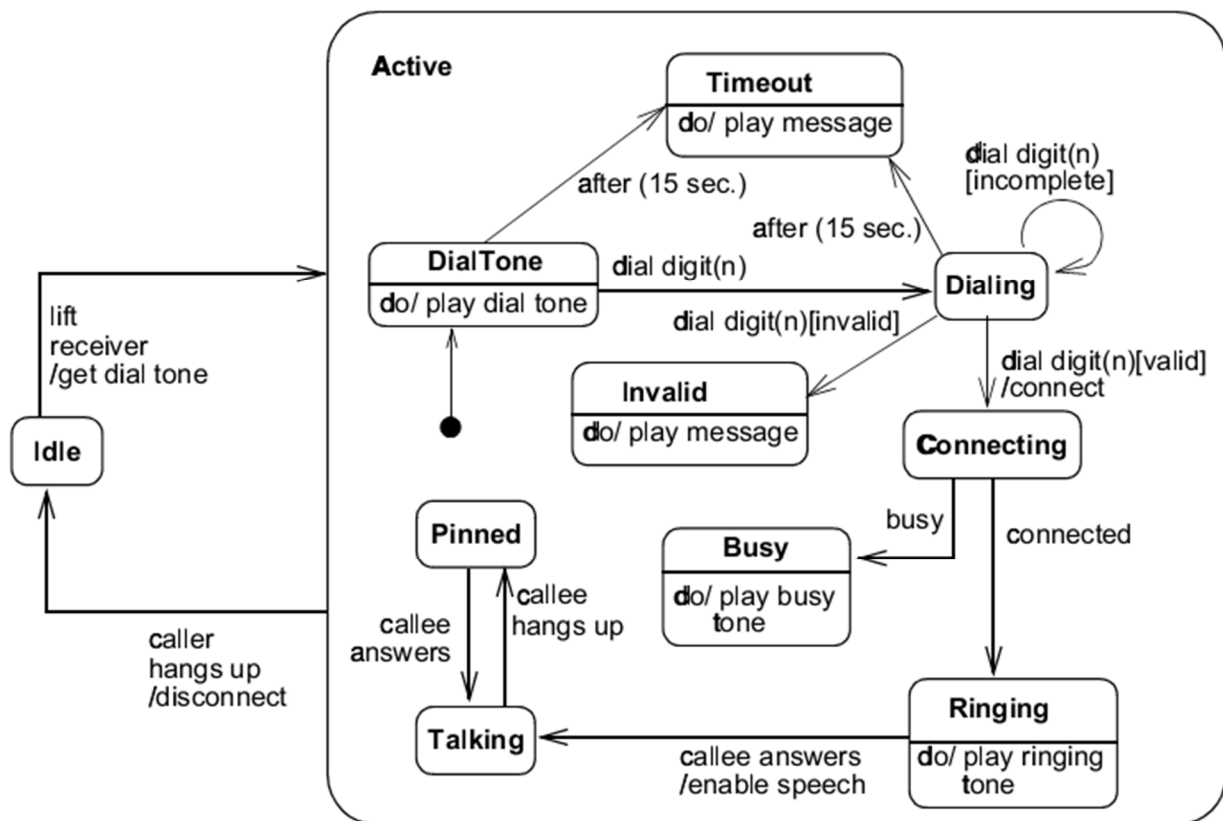 Active
Timeout
do/ play message
dial digit(n)
[incomplete]
after (15 sec.)
after (15 sec.)
DialTone
do/ play dial tone
dial digit(n)
Dialing
lift
receiver
/get dial tone
dial digit(n)[invalid]
dial digit(n)[valid]
/connect
Invalid
do/ play message
Idle
Connecting
Pinned
busy
connected
Busy
do/ play busy
tone
callee
answers
callee
hangs up
caller
hangs up
/disconnect
Talking
Ringing
do/ play ringing
tone
callee answers
/enable speech